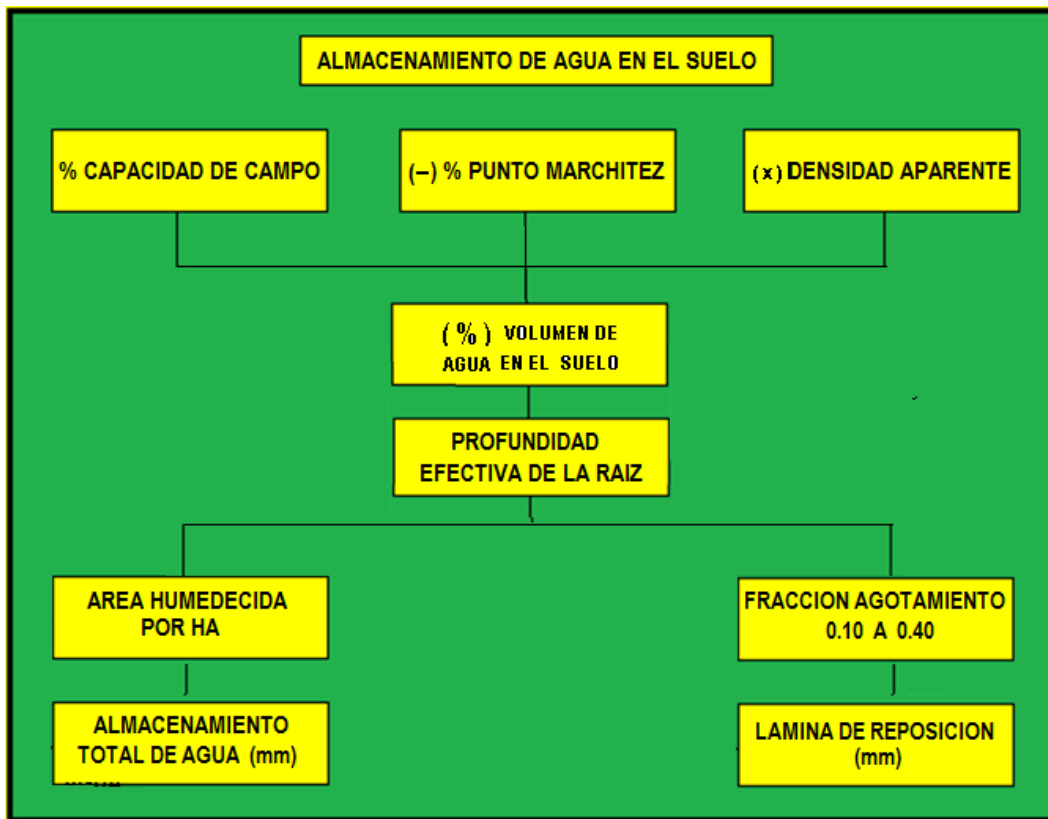 ALMACENAMIENTO DE AGUA EN EL SUELO
% CAPACIDAD DE CAMPO
(–) % PUNTO MARCHITEZ
(x) DENSIDAD APARENTE
(%) VOLUMEN DE
AGUA EN EL SUELO
PROFUNDIDAD
EFECTIVA DE LA RAIZ
AREA HUMEDECIDA
POR HA
FRACCION AGOTAMIENTO
0.10 A 0.40
ALMACENAMIENTO
TOTAL DE AGUA (mm)
LAMINA DE REPOSICION
(mm)